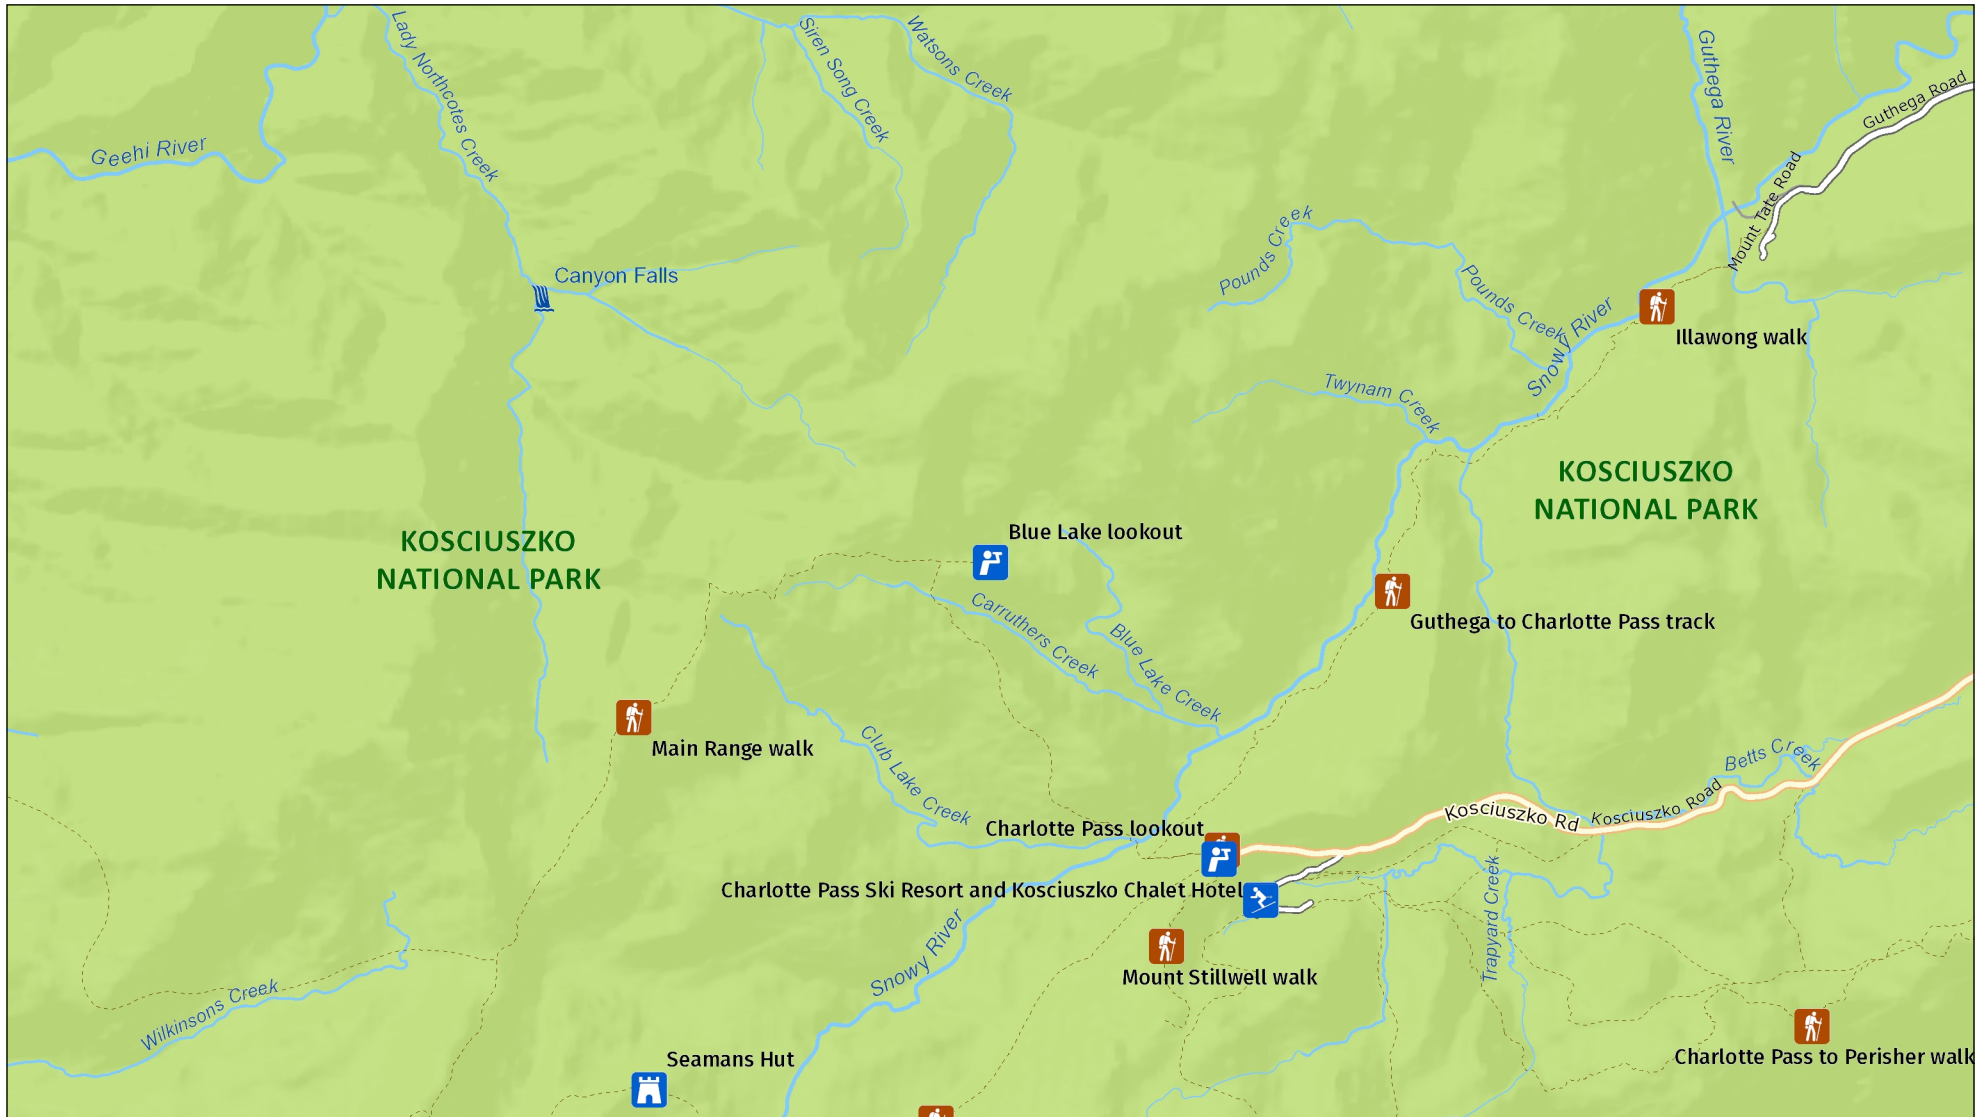 Lady Northcotes Creek
Siren Song Creek
Watsons Creek
Guthega River
Guthega Road
Geehi River
Mount Tate Road
Pounds Creek
Canyon Falls
Pounds Creek
Snowy River
Illawong walk
Twynam Creek
KOSCIUSZKO
NATIONAL PARK
Blue Lake lookout
KOSCIUSZKO
NATIONAL PARK
Carruthers Creek
Blue Lake Creek
Guthega to Charlotte Pass track
Main Range walk
Club Lake Creek
Betts Creek
Kosciuszko Rd
Kosciuszko Road
Charlotte Pass lookout
Charlotte Pass Ski Resort and Kosciuszko Chalet Hotel
Trapyard Creek
Snowy River
Mount Stillwell walk
Wilkinsons Creek
Seamans Hut
Charlotte Pass to Perisher walk